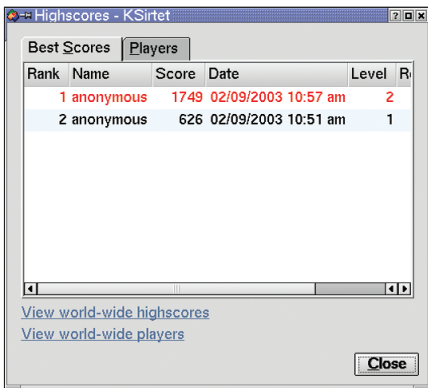 Highscores - KSirtet
Best Scores Players
Rank Name Score Date Level Re
1 anonymous 1749 02/09/2003 10:57 am 2
2 anonymous 626 02/09/2003 10:51 am 1
View world-wide highscores
View world-wide players
Close